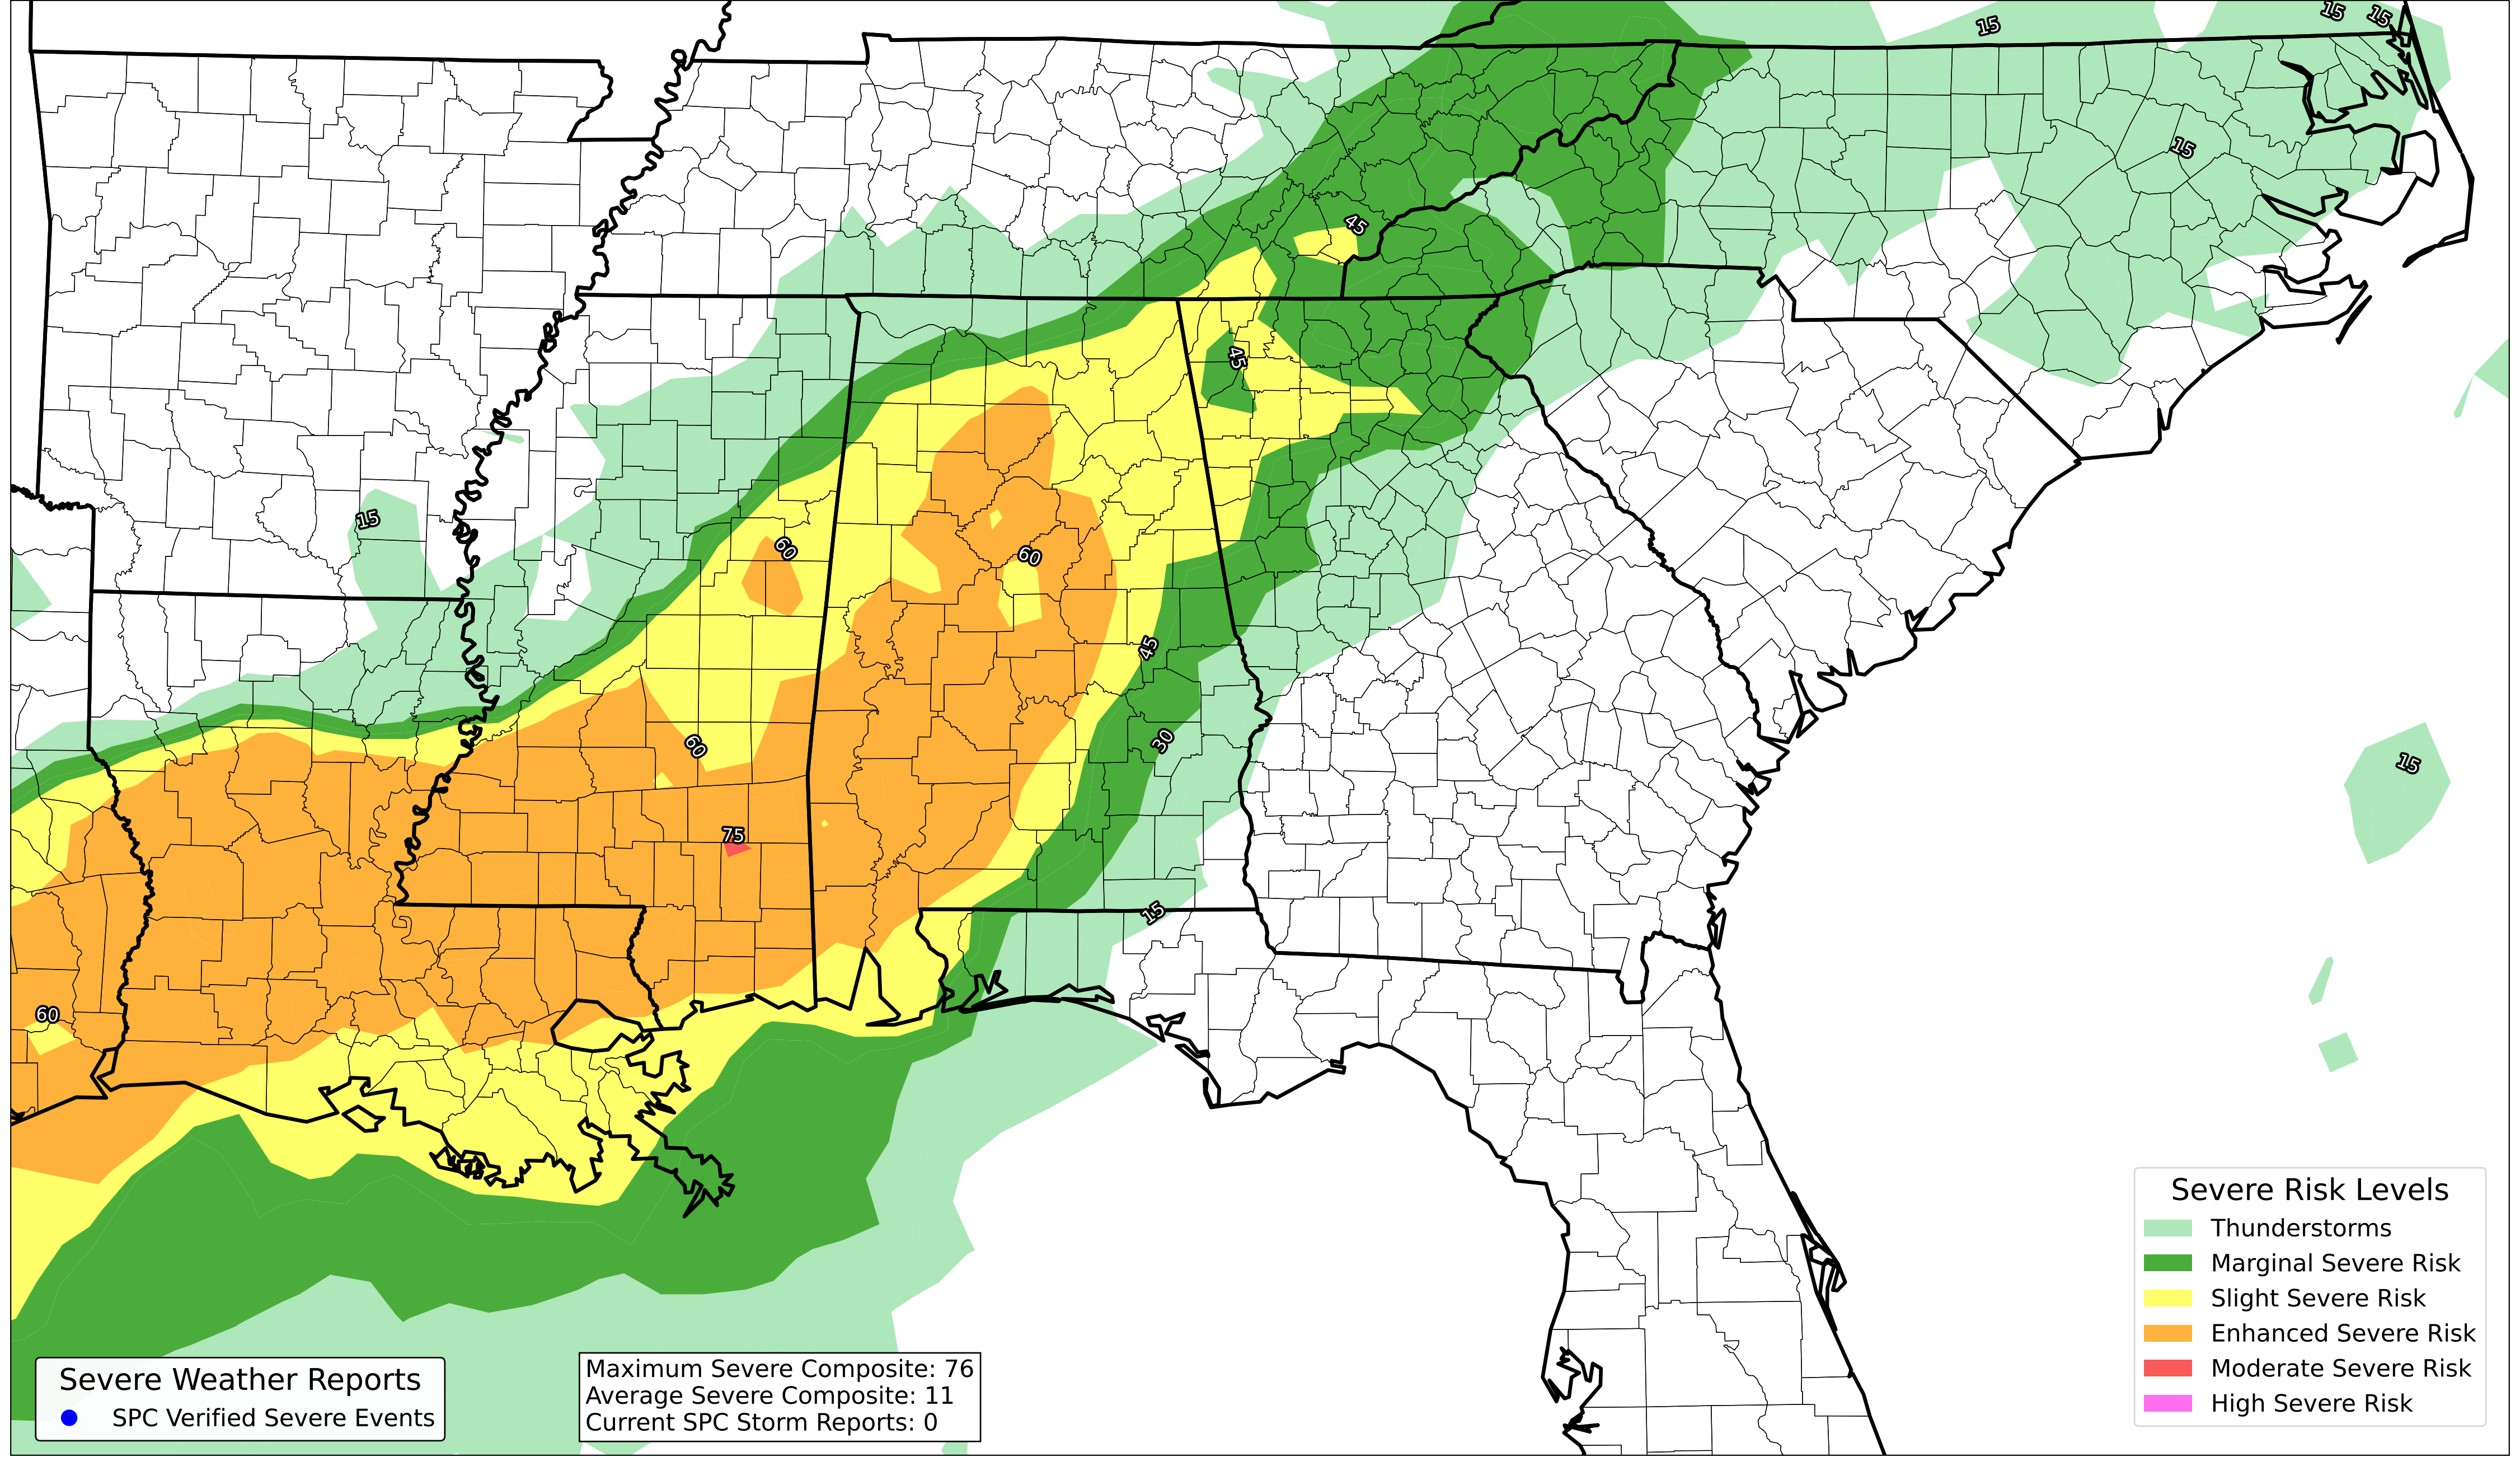 15
15
15
15
45
45
15
60
60
45
30
60
75
15
15
60
Severe Risk Levels
Thunderstorms
Marginal Severe Risk
Slight Severe Risk
Enhanced Severe Risk
Moderate Severe Risk
High Severe Risk
Severe Weather Reports
SPC Verified Severe Events
Maximum Severe Composite: 76
Average Severe Composite: 11
Current SPC Storm Reports: 0